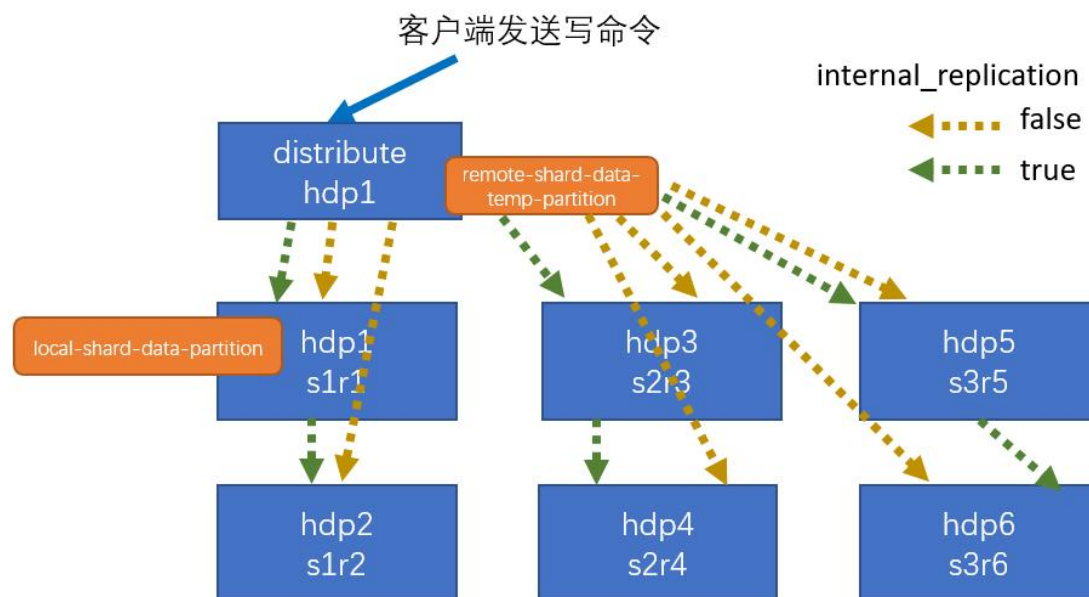 客户端发送写命令
internal_replication
false
true
distribute
hdp1
remote-shard-data-
temp-partition
local-shard-data-partition
hdp1
s1r1
hdp3
s2r3
hdp5
s3r5
hdp2
s1r2
hdp4
s2r4
hdp6
s3r6